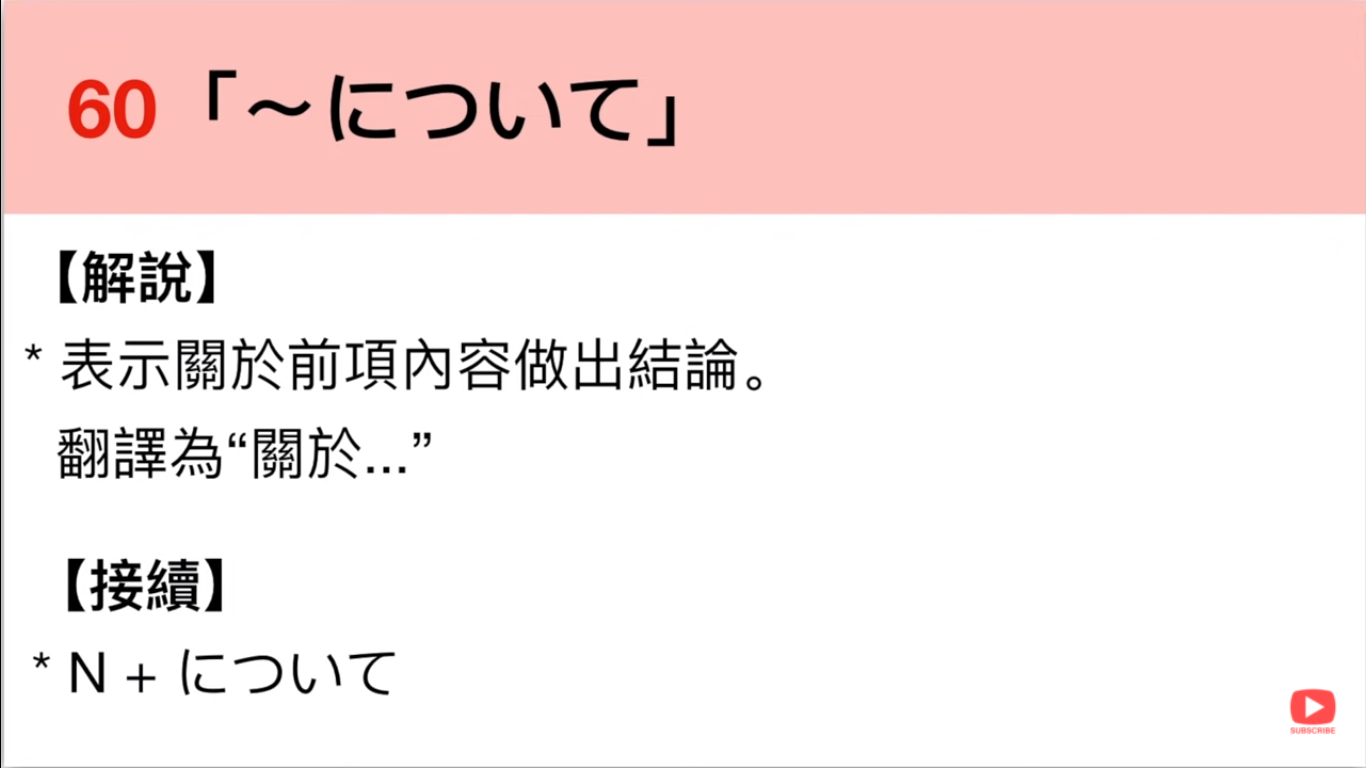 60「～について」
【解說】
* 表示關於前項內容做出結論。
翻譯為“關於...”
【接續】
* N + について
SUBSCRIBE